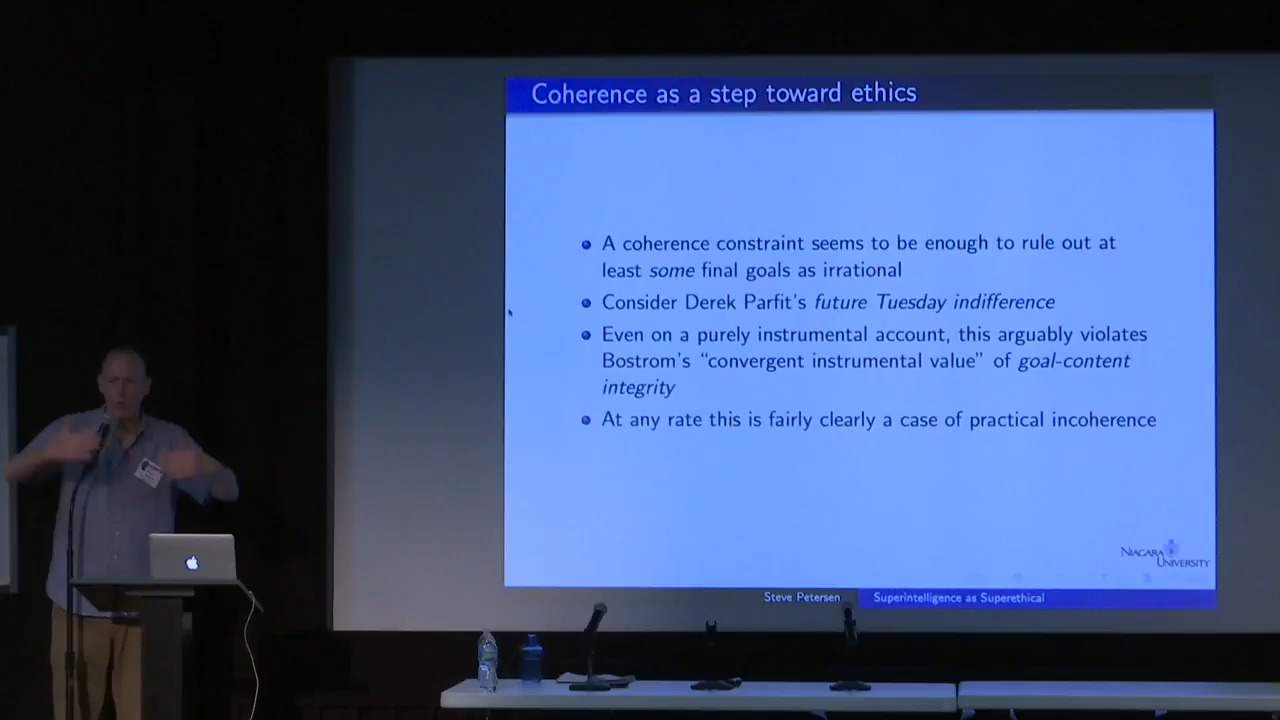 Coherence as a step toward ethics
A coherence constraint seems to be enough to rule out at
least some final goals as irrational
Consider Derek Parfit's future Tuesday indifference
Even on a purely instrumental account, this arguably violates
Bostrom's “convergent instrumental value” of goal-content
integrity
At any rate this is fairly clearly a case of practical incoherence
NIAGARA
UNIVERSITY
Steve Petersen
Superintelligence as Superethical